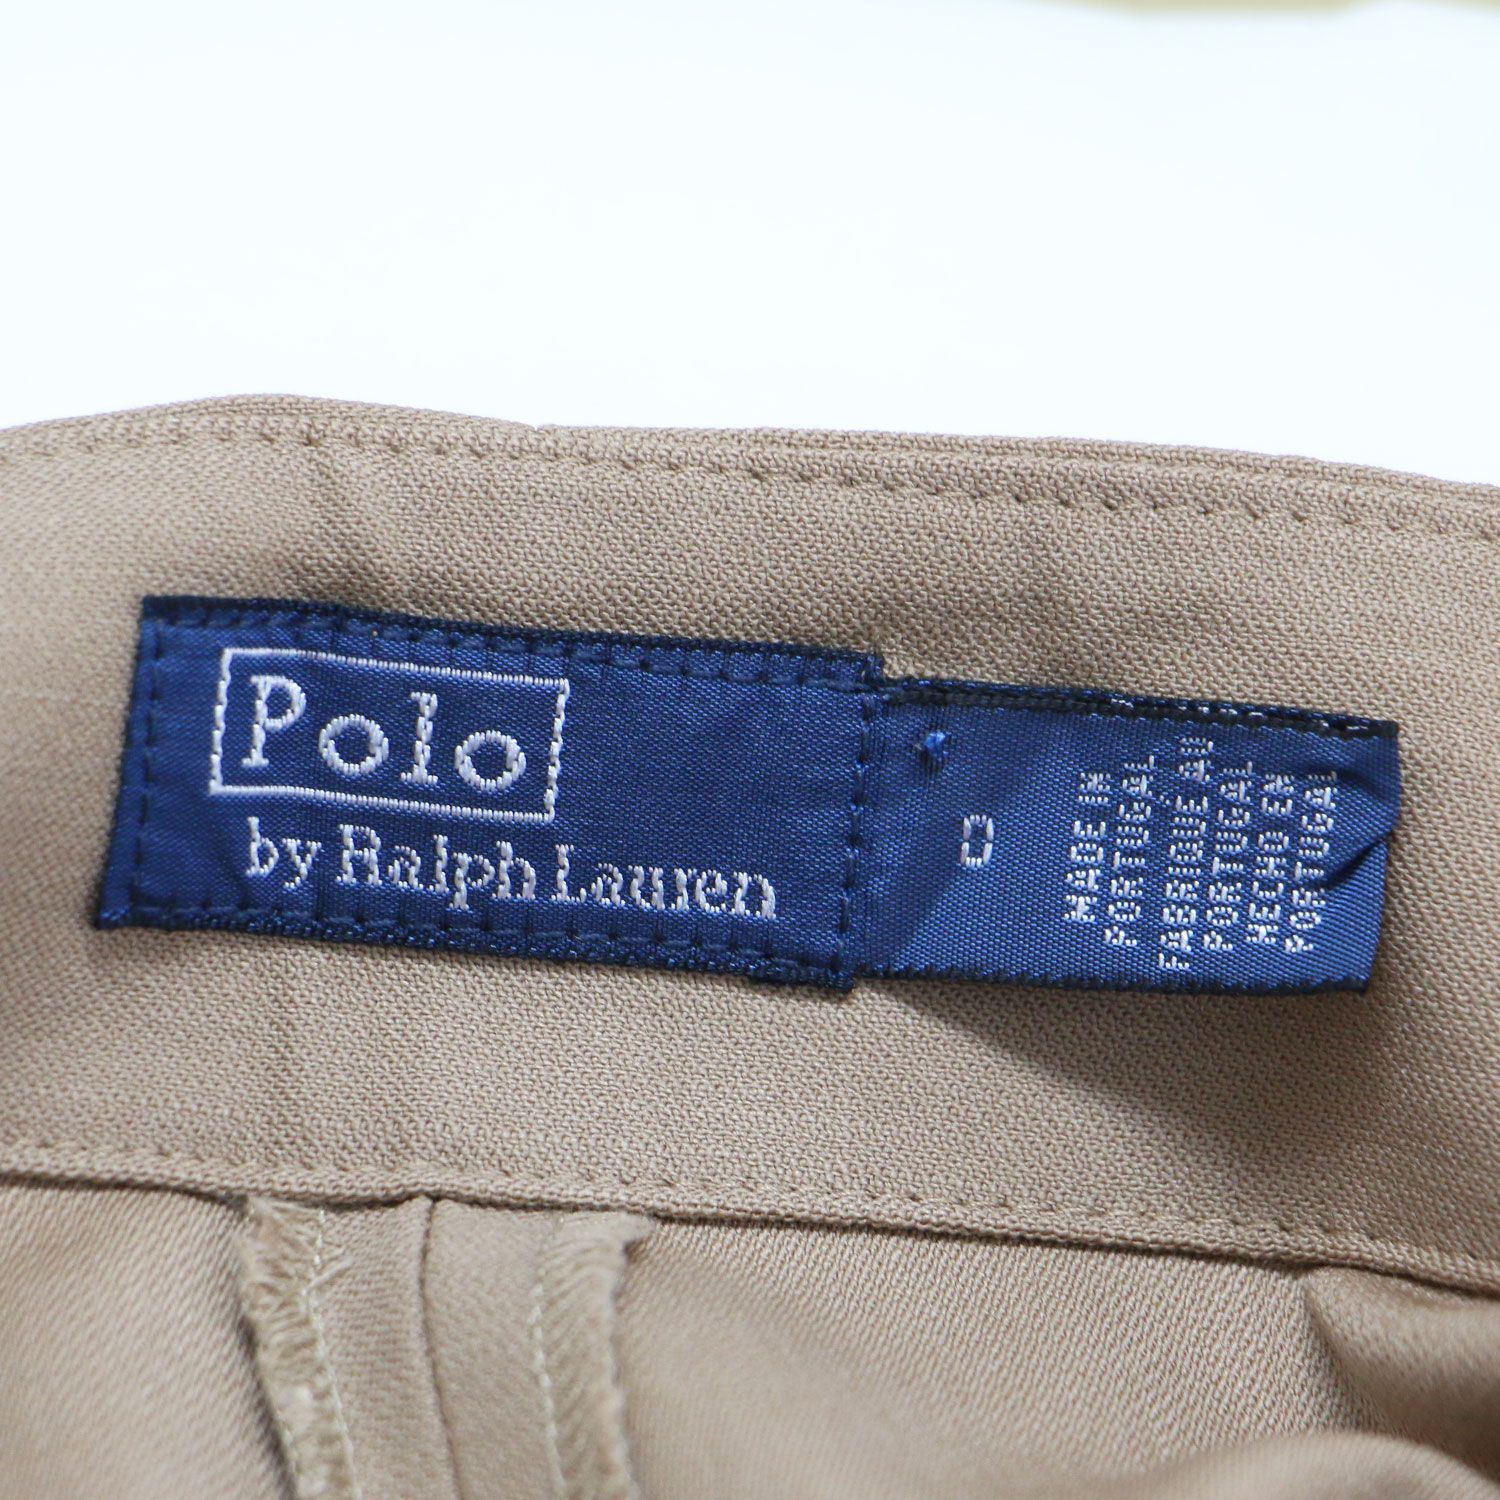 Polo
by Ralph Lauren
0
MADE IN
PORTUGAL
FABRIQUE AU
PORTUGAL
HECHO EN
PORTUGAL